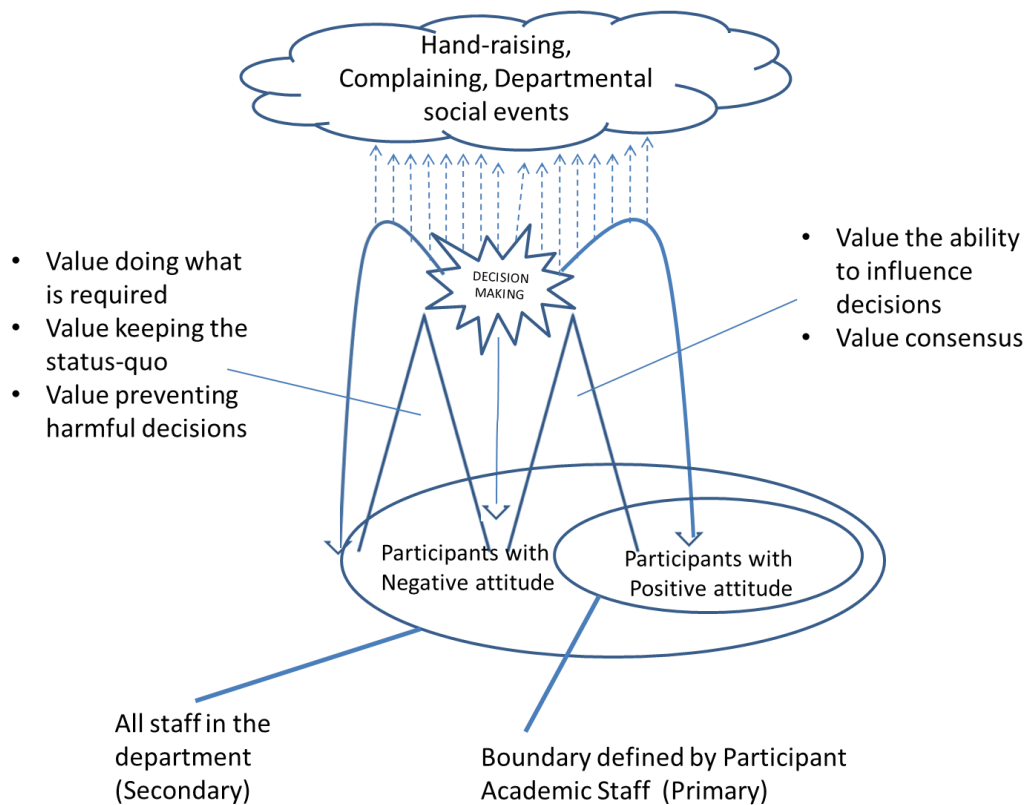 Hand-raising,
Complaining, Departmental
social events
• Value doing what
is required
• Value keeping the
status-quo
• Value preventing
harmful decisions
DECISION
MAKING
• Value the ability
to influence
decisions
• Value consensus
Participants with
Negative attitude
Participants with
Positive attitude
All staff in the
department
(Secondary)
Boundary defined by Participant
Academic Staff (Primary)